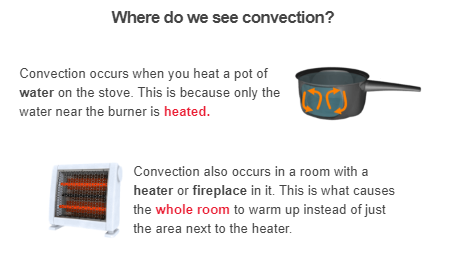 Where do we see convection?
Convection occurs when you heat a pot of
water on the stove. This is because only the
water near the burner is heated.
Convection also occurs in a room with a
heater or fireplace in it. This is what causes
the whole room to warm up instead of just
the area next to the heater.